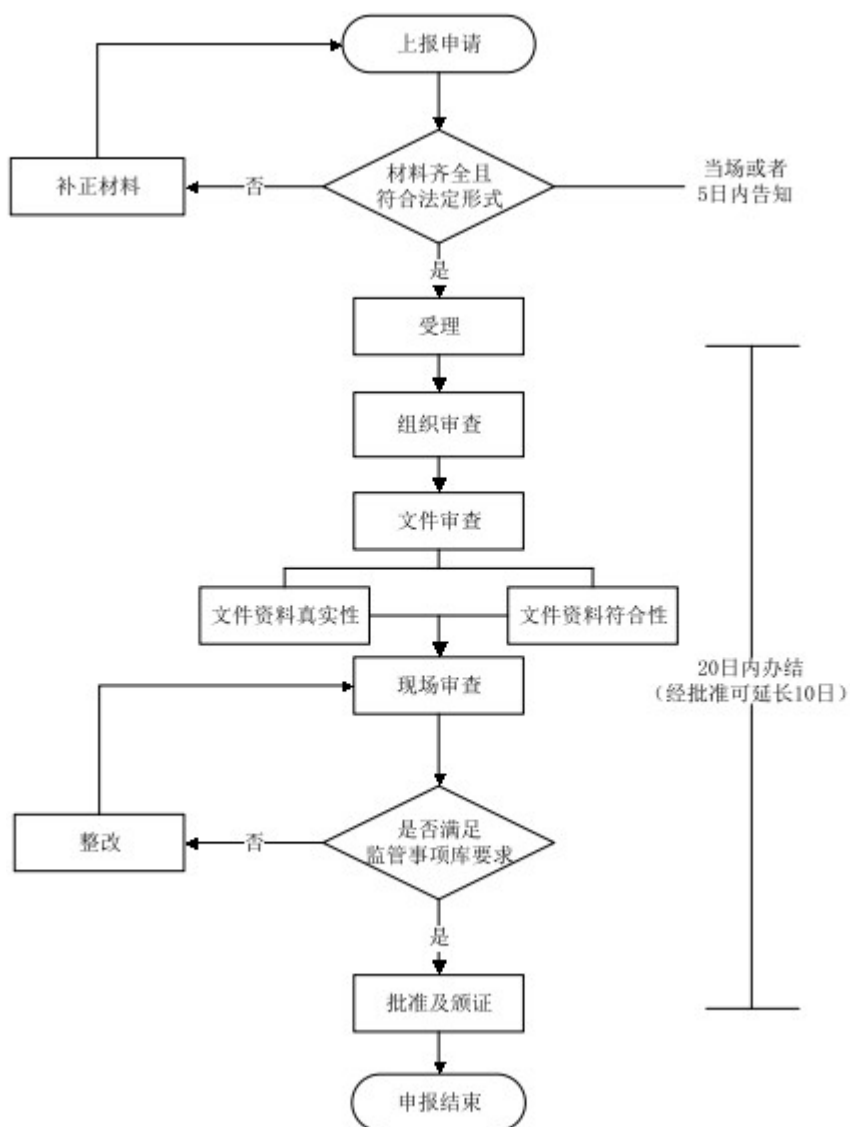 上报申请
材料齐全且
符合法定形式
否
补正材料
当场或者
5日内告知
是
受理
组织审查
文件审查
文件资料真实性
文件资料符合性
现场审查
20日内办结
（经批准可延长10日）
是否满足
监管事项库要求
否
整改
是
批准及颁证
申报结束